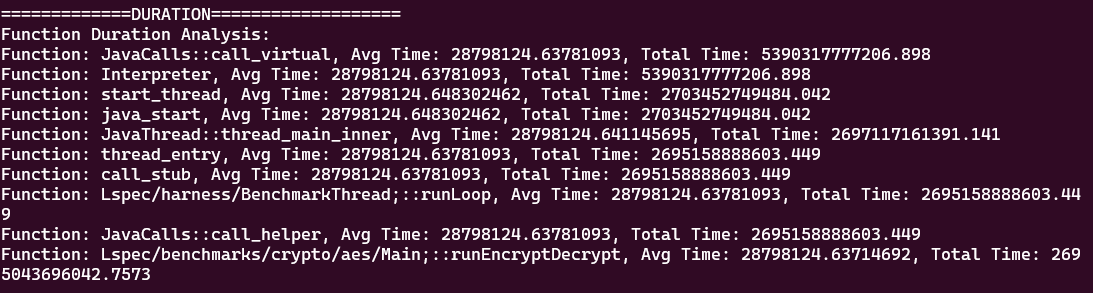 =============DURATION===================
Function Duration Analysis:
Function: JavaCalls::call_virtual, Avg Time: 28798124.63781093, Total Time: 5390317777206.898
Function: Interpreter, Avg Time: 28798124.63781093, Total Time: 5390317777206.898
Function: start_thread, Avg Time: 28798124.648302462, Total Time: 2703452749484.042
Function: java_start, Avg Time: 28798124.648302462, Total Time: 2703452749484.042
Function: JavaThread::thread_main_inner, Avg Time: 28798124.641145695, Total Time: 2697117161391.141
Function: thread_entry, Avg Time: 28798124.63781093, Total Time: 2695158888603.449
Function: call_stub, Avg Time: 28798124.63781093, Total Time: 2695158888603.449
Function: Lspec/harness/BenchmarkThread;::runLoop, Avg Time: 28798124.63781093, Total Time: 2695158888603.44
9
Function: JavaCalls::call_helper, Avg Time: 28798124.63781093, Total Time: 2695158888603.449
Function: Lspec/benchmarks/crypto/aes/Main;::runEncryptDecrypt, Avg Time: 28798124.63714692, Total Time: 269
5043696042.7573